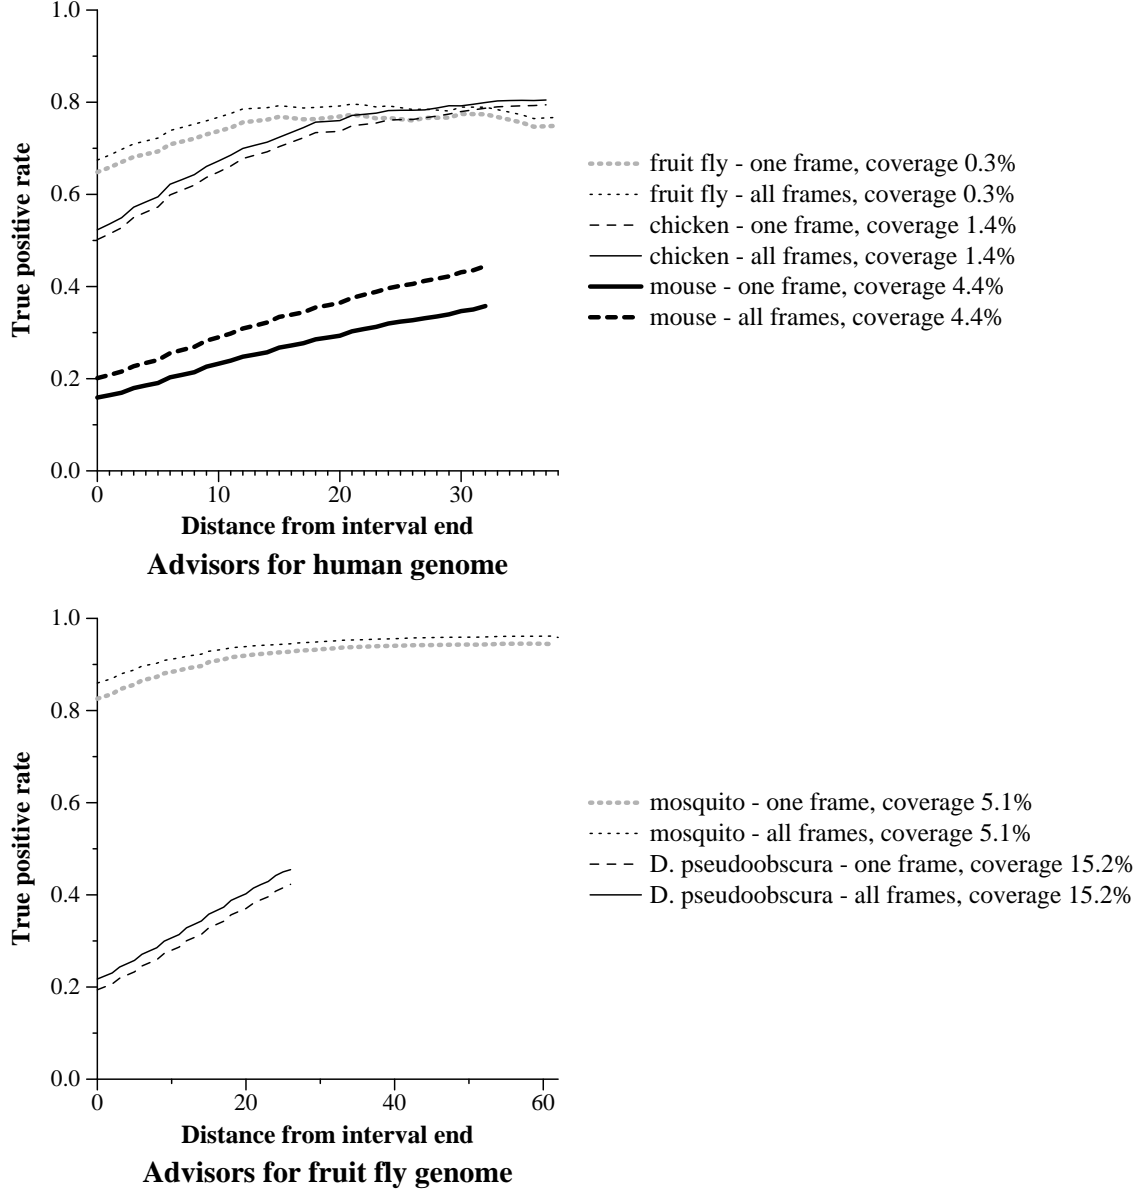 1.0
0.8
0.6
0.4
0.2
0.0
True positive rate
0 10 20 30
Distance from interval end
Advisors for human genome
fruit fly - one frame, coverage 0.3%
fruit fly - all frames, coverage 0.3%
chicken - one frame, coverage 1.4%
chicken - all frames, coverage 1.4%
mouse - one frame, coverage 4.4%
mouse - all frames, coverage 4.4%
1.0
0.8
0.6
0.4
0.2
0.0
True positive rate
0 20 40 60
Distance from interval end
Advisors for fruit fly genome
mosquito - one frame, coverage 5.1%
mosquito - all frames, coverage 5.1%
D. pseudoobscura - one frame, coverage 15.2%
D. pseudoobscura - all frames, coverage 15.2%